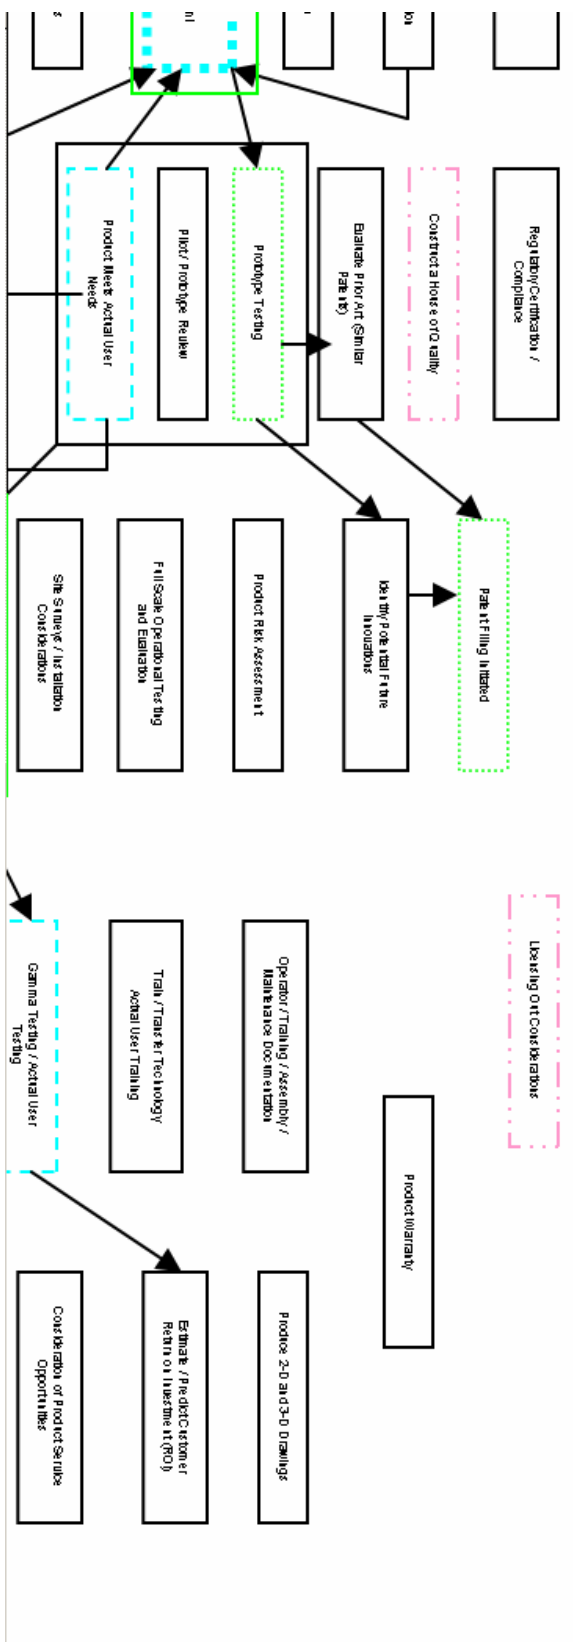 Regulatory/Certification /
Compliance
Construct a House of Quality
Evaluate Prior Art (Similar
Patents)
Prototype Testing
Pilot / Prototype Review
Product Meets Actual User
Needs
Patent Filing Initiated
Identify Potential Future
Innovations
Product Risk Assessment
Full Scale Operational Testing
and Evaluation
Site Surveys / Installation
Considerations
Licensing Out Considerations
Product Warranty
Operator / Training / Assembly /
Maintenance Documentation
Train / Transfer Technology
Actual User Training
Gamma Testing / Actual User
Testing
Produce 2-D and 3-D Drawings
Estimate / Predict Customer
Return on Investment (ROI)
Consideration of Product Service
Opportunities